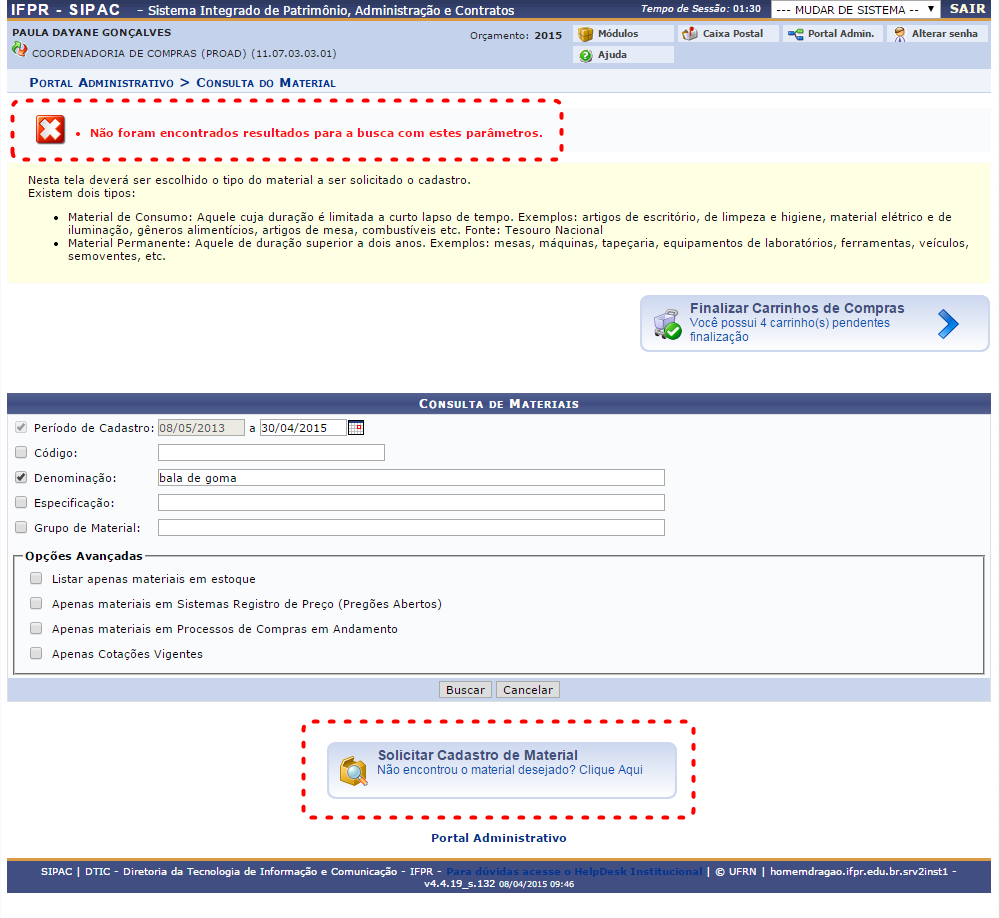 IFPR - SIPAC - Sistema Integrado de Patrimônio, Administração e Contratos Tempo de Sessão: 01:30 --- MUDAR DE SISTEMA -- ▼ SAIR
PAULA DAYANE GONÇALVES Orçamento: 2015 Módulos Caixa Postal Portal Admin. Alterar senha
COORDENADORIA DE COMPRAS (PROAD) (11.07.03.03.01) Ajuda
PORTAL ADMINISTRATIVO > CONSULTA DO MATERIAL
• Não foram encontrados resultados para a busca com estes parâmetros.
Nesta tela deverá ser escolhido o tipo do material a ser solicitado o cadastro.
Existem dois tipos:
• Material de Consumo: Aquele cuja duração é limitada a curto lapso de tempo. Exemplos: artigos de escritório, de limpeza e higiene, material elétrico e de
iluminação, gêneros alimentícios, artigos de mesa, combustíveis etc. Fonte: Tesouro Nacional
• Material Permanente: Aquele de duração superior a dois anos. Exemplos: mesas, máquinas, tapeçaria, equipamentos de laboratórios, ferramentas, veículos,
semoventes, etc.
Finalizar Carrinhos de Compras
Você possui 4 carrinho(s) pendentes
finalização
CONSULTA DE MATERIAIS
Período de Cadastro: 08/05/2013 a 30/04/2015
Código:
Denominação: bala de goma
Especificação:
Grupo de Material:
Opções Avançadas
Listar apenas materiais em estoque
Apenas materiais em Sistemas Registro de Preço (Pregões Abertos)
Apenas materiais em Processos de Compras em Andamento
Apenas Cotações Vigentes
Buscar Cancelar
Solicitar Cadastro de Material
Não encontrou o material desejado? Clique Aqui
Portal Administrativo
SIPAC | DTIC - Diretoria da Tecnologia de Informação e Comunicação - IFPR - Para dúvidas acesse o HelpDesk Institucional | © UFRN | homemdragao.ifpr.edu.br.srv2inst1 -
v4.4.19_s.132 08/04/2015 09:46